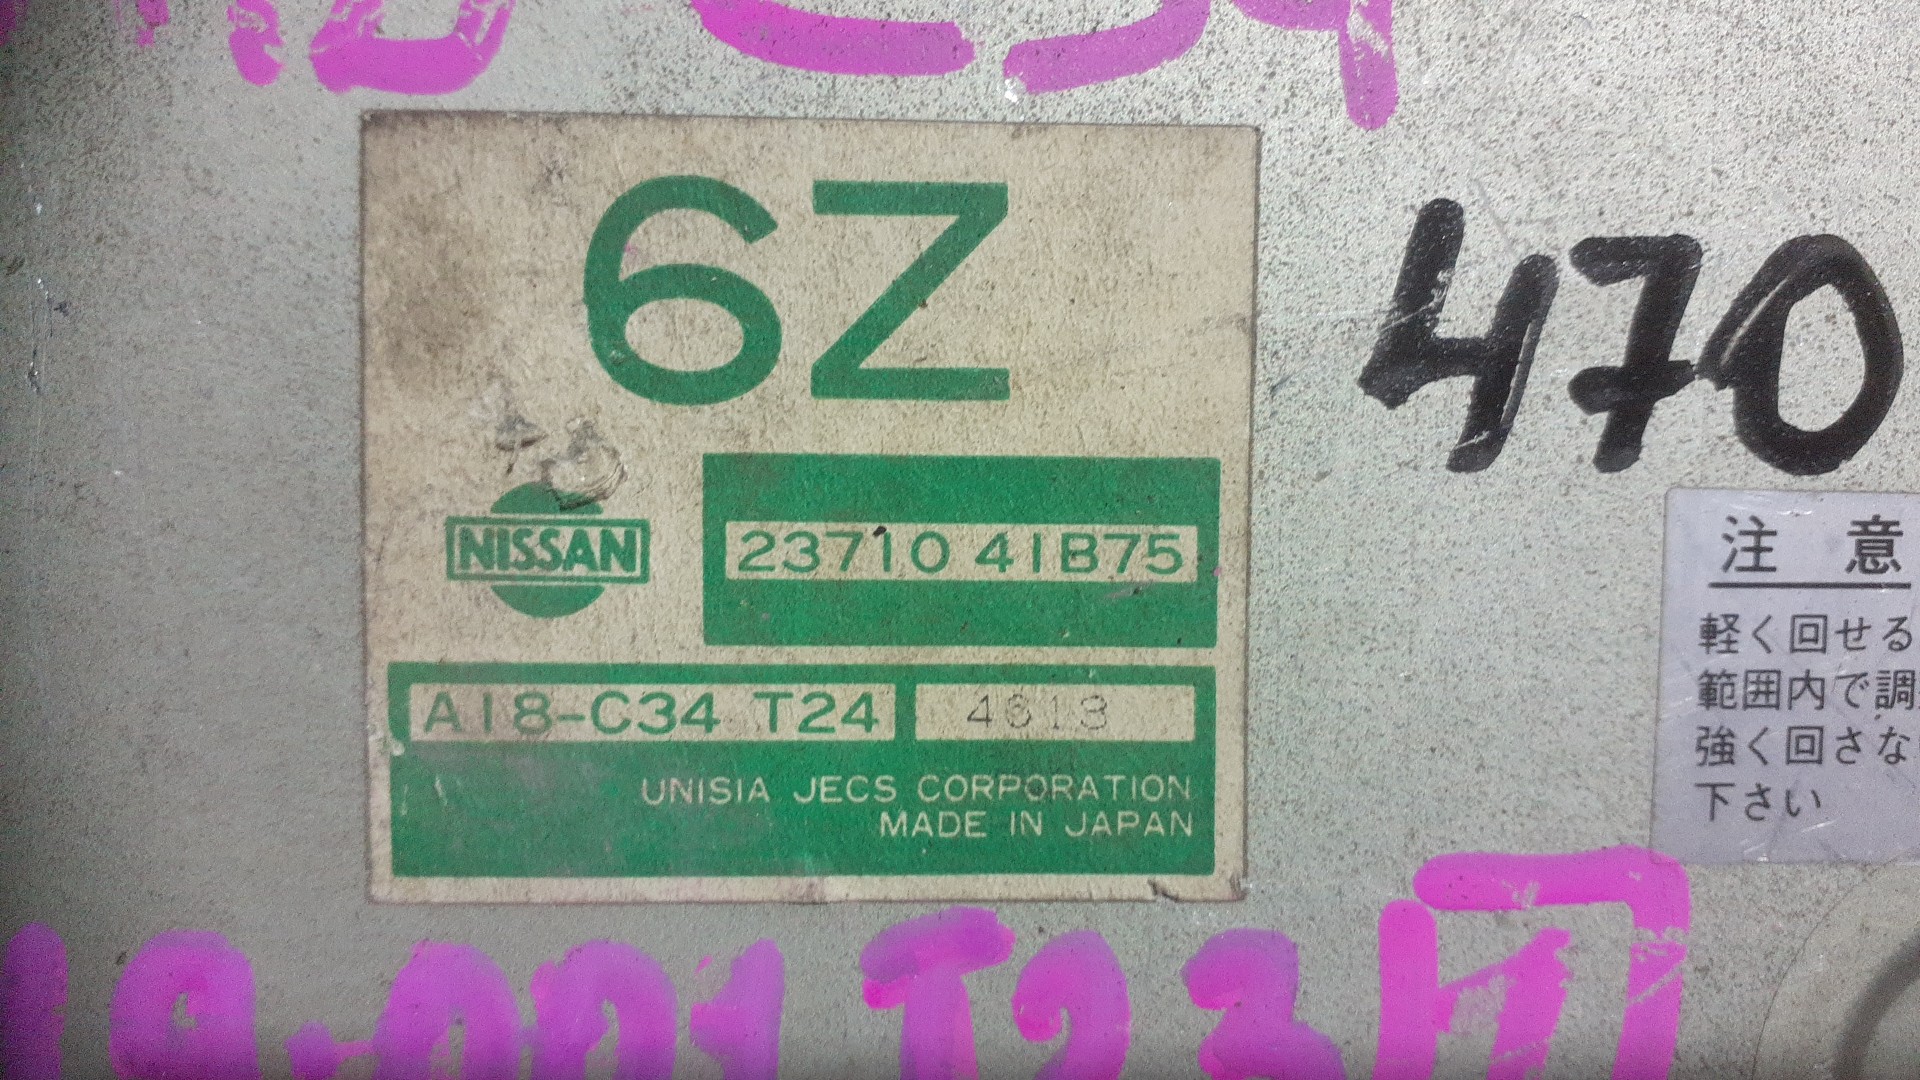 6Z
470
NISSAN
23710 41B75
A18-C34 T24
4613
UNISIA JECS CORPORATION
MADE IN JAPAN
注 意
軽く回せる
範囲内で調
強く回さな
下さい